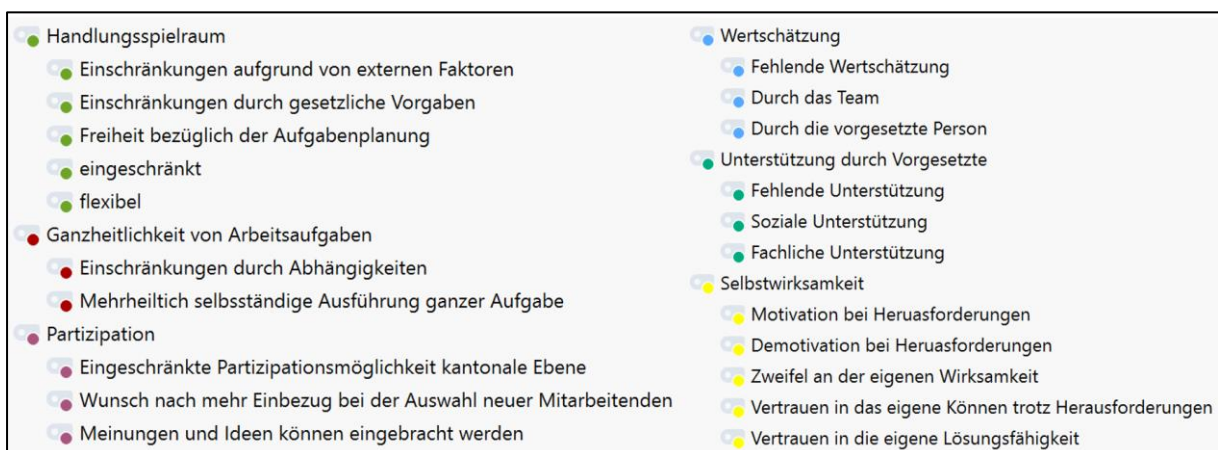 Handlungsspielraum
Einschränkungen aufgrund von externen Faktoren
Einschränkungen durch gesetzliche Vorgaben
Freiheit bezüglich der Aufgabenplanung
eingeschränkt
flexibel
Ganzheitlichkeit von Arbeitsaufgaben
Einschränkungen durch Abhängigkeiten
Mehrheiltich selbsständige Ausführung ganzer Aufgabe
Partizipation
Eingeschränkte Partizipationsmöglichkeit kantonale Ebene
Wunsch nach mehr Einbezug bei der Auswahl neuer Mitarbeitenden
Meinungen und Ideen können eingebracht werden
Wertschätzung
Fehlende Wertschätzung
Durch das Team
Durch die vorgesetzte Person
Unterstützung durch Vorgesetzte
Fehlende Unterstützung
Soziale Unterstützung
Fachliche Unterstützung
Selbstwirksamkeit
Motivation bei Heruasforderungen
Demotivation bei Heruasforderungen
Zweifel an der eigenen Wirksamkeit
Vertrauen in das eigene Können trotz Herausforderungen
Vertrauen in die eigene Lösungsfähigkeit